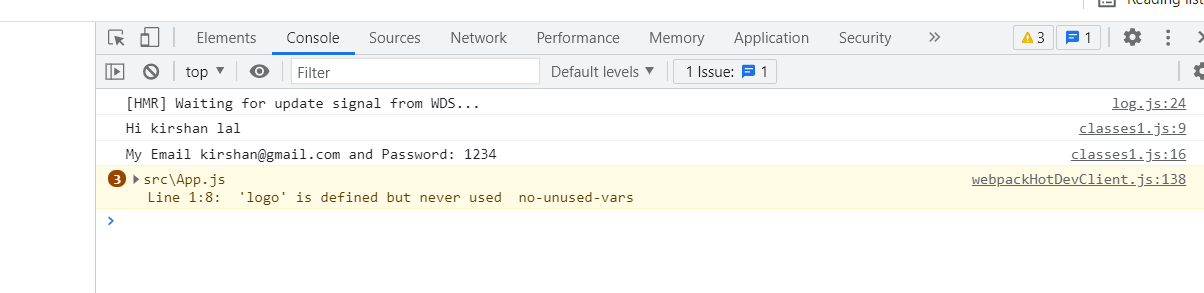 Reading list
Elements Console Sources Network Performance Memory Application Security » 3 1
top Filter Default levels 1 Issue: 1
[HMR] Waiting for update signal from WDS... log.js:24
Hi kirshan lal classes1.js:9
My Email kirshan@gmail.com and Password: 1234 classes1.js:16
3 src\App.js webpackHotDevClient.js:138
Line 1:8: 'logo' is defined but never used no-unused-vars